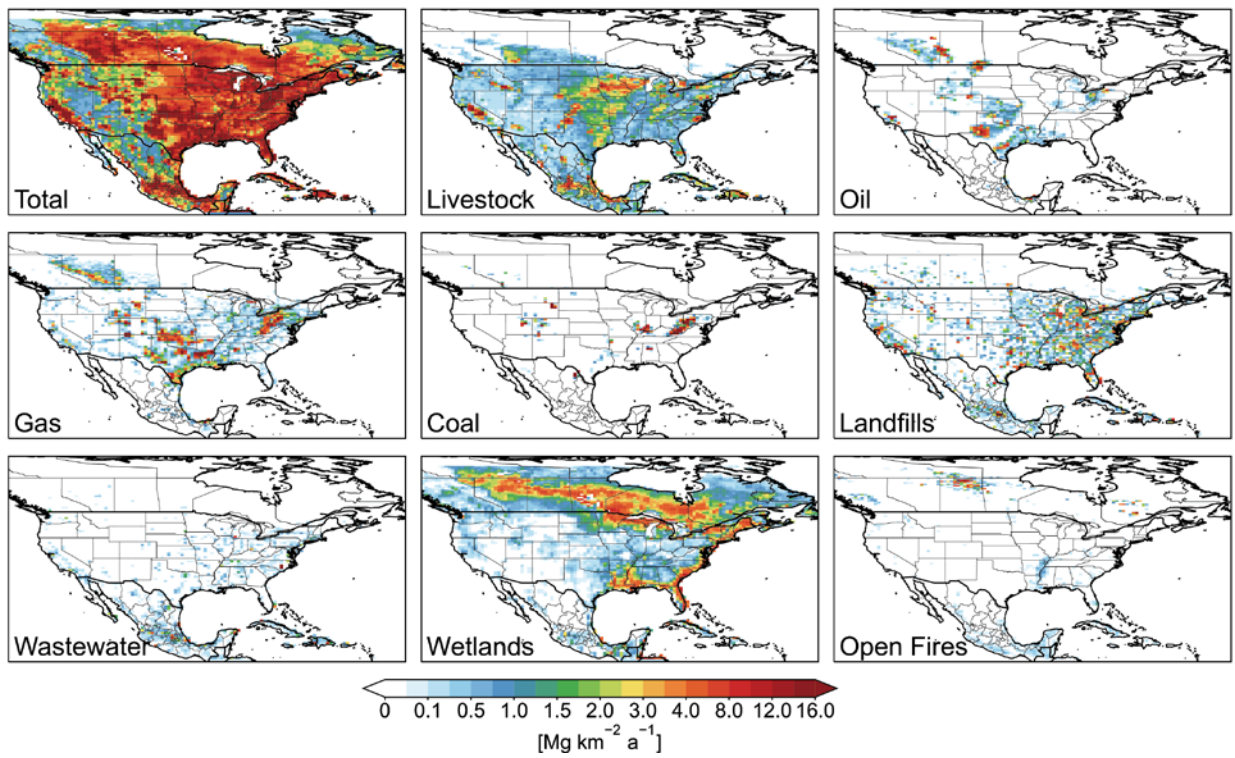 Total
Livestock
Oil
Gas
Coal
Landfills
Wastewater
Wetlands
Open Fires
0 0.1 0.5 1.0 1.5 2.0 3.0 4.0 8.0 12.0 16.0
[Mg km⁻² a⁻¹]